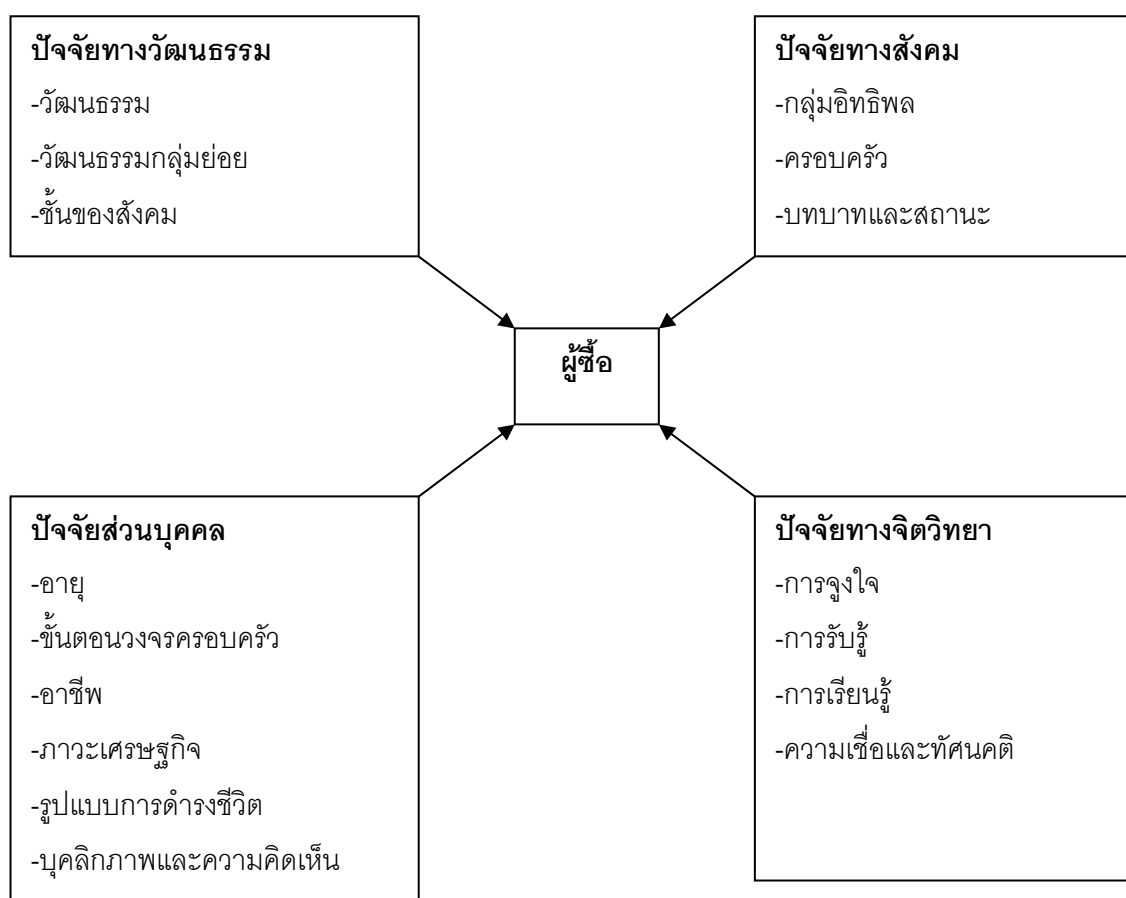 ปัจจัยทางวัฒนธรรม
-วัฒนธรรม
-วัฒนธรรมกลุ่มย่อย
-ชั้นของสังคม
ปัจจัยทางสังคม
-กลุ่มอิทธิพล
-ครอบครัว
-บทบาทและสถานะ
ผู้ซื้อ
ปัจจัยส่วนบุคคล
-อายุ
-ขั้นตอนวงจรครอบครัว
-อาชีพ
-ภาวะเศรษฐกิจ
-รูปแบบการดำรงชีวิต
-บุคลิกภาพและความคิดเห็น
ปัจจัยทางจิตวิทยา
-การจูงใจ
-การรับรู้
-การเรียนรู้
-ความเชื่อและทัศนคติ